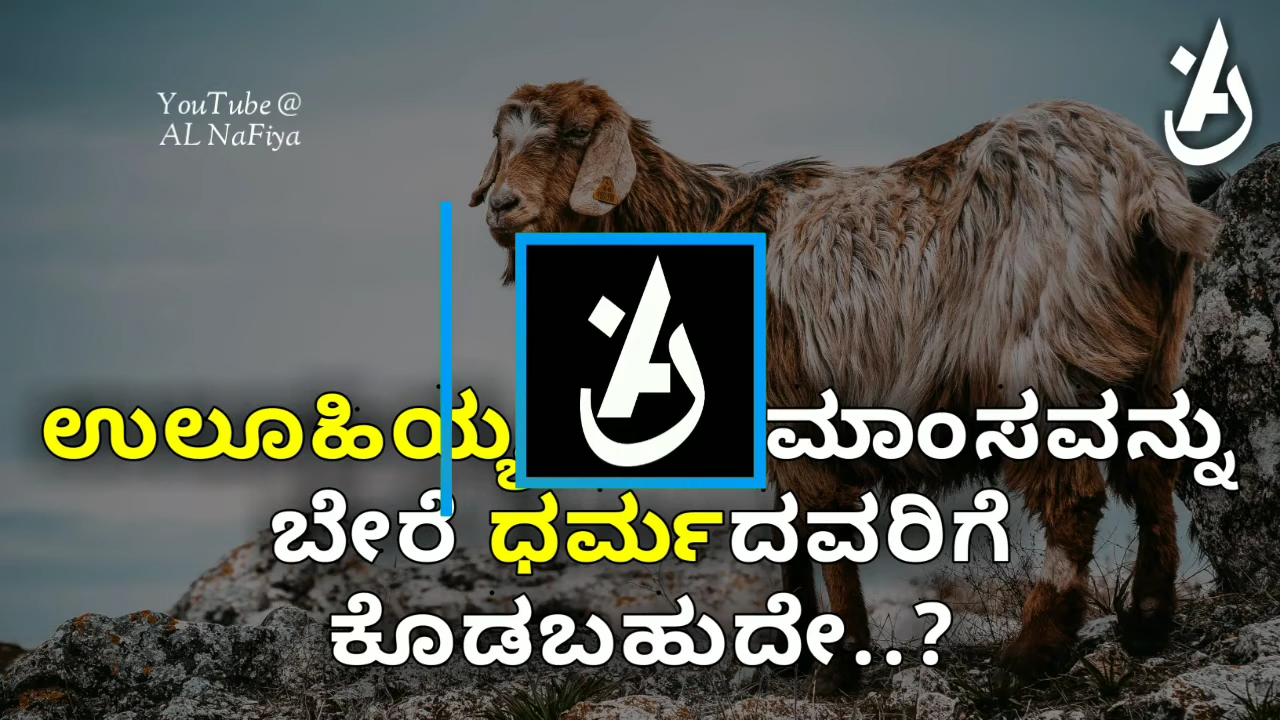 YouTube @
AL NaFiya
ಉಲೂಹಿಯ್ಯ ಮಾಂಸವನ್ನು
ಬೇರೆ ಧರ್ಮದವರಿಗೆ
ಕೊಡಬಹುದೇ..?